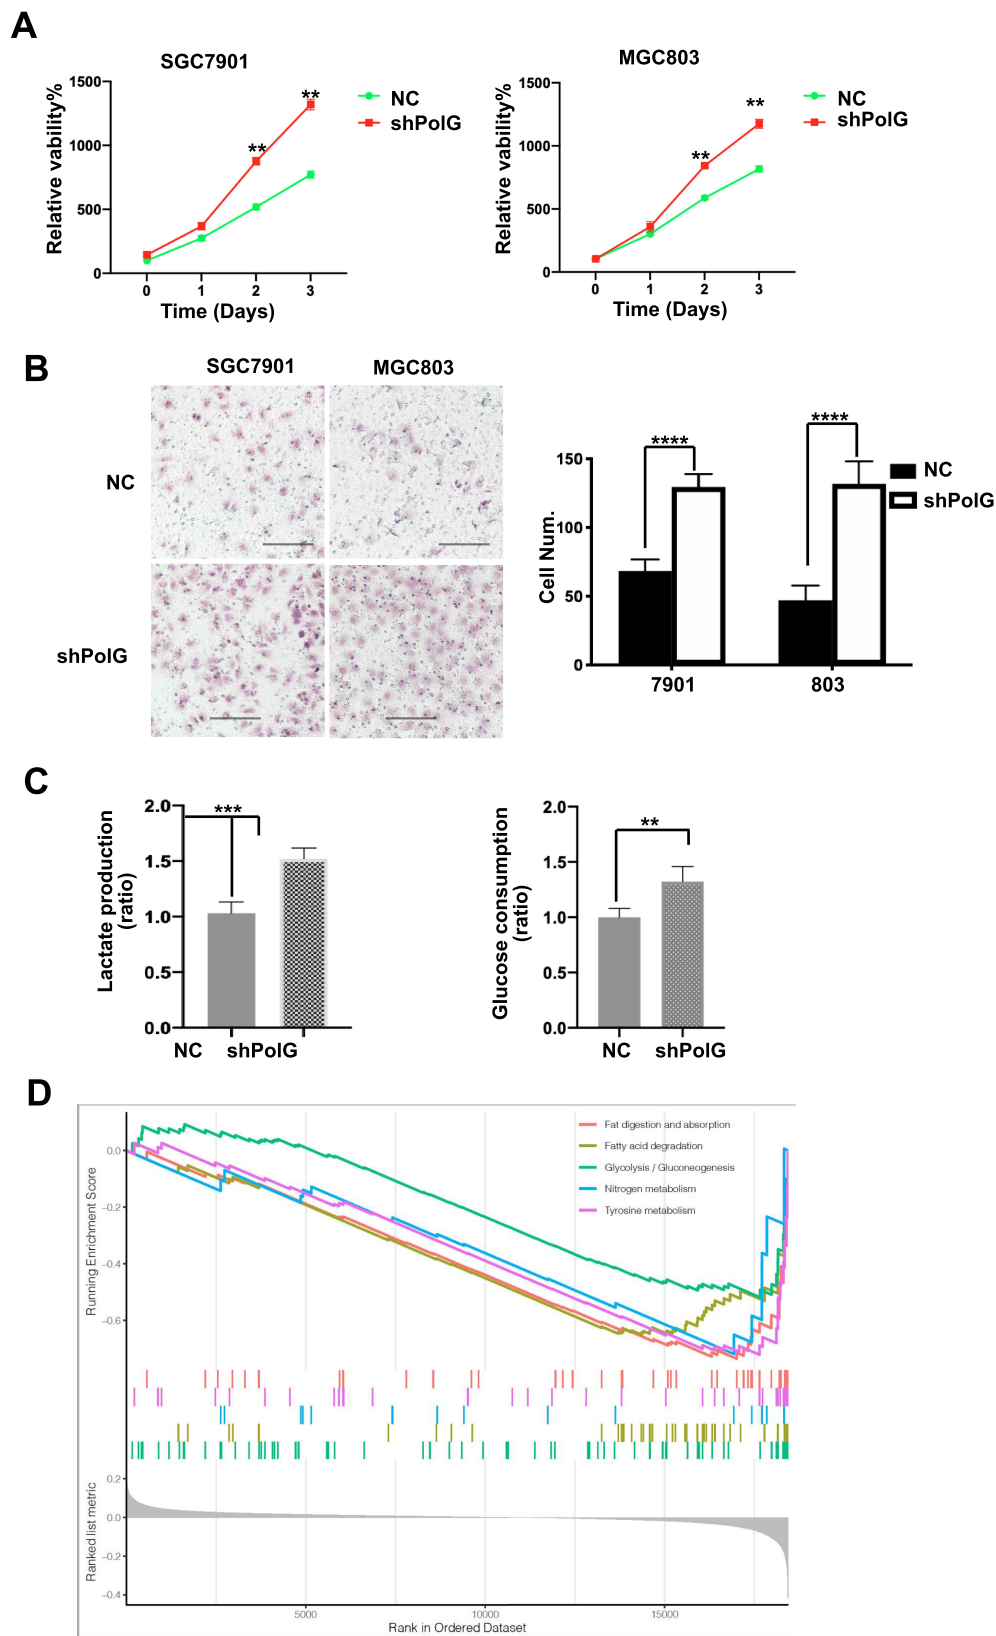 A
SGC7901
Relative vability%
1500
1000
500
0
0 1 2 3
Time (Days)
**
**
NC
shPolG
MGC803
Relative vability%
1500
1000
500
0
0 1 2 3
Time (Days)
**
**
NC
shPolG
B
SGC7901 MGC803
NC
shPolG
Cell Num.
150
100
50
0
****
****
7901 803
NC
shPolG
C
Lactate production
(ratio)
2.0
1.5
1.0
0.5
0.0
***
NC shPolG
Glucose consumption
(ratio)
2.0
1.5
1.0
0.5
0.0
**
NC shPolG
D
Running Enrichment Score
0.0
−0.2
−0.4
−0.6
Fat digestion and absorption
Fatty acid degradation
Glycolysis / Gluconeogenesis
Nitrogen metabolism
Tyrosine metabolism
Ranked list metric
0.2
0.0
−0.2
−0.4
5000 10000 15000
Rank in Ordered Dataset